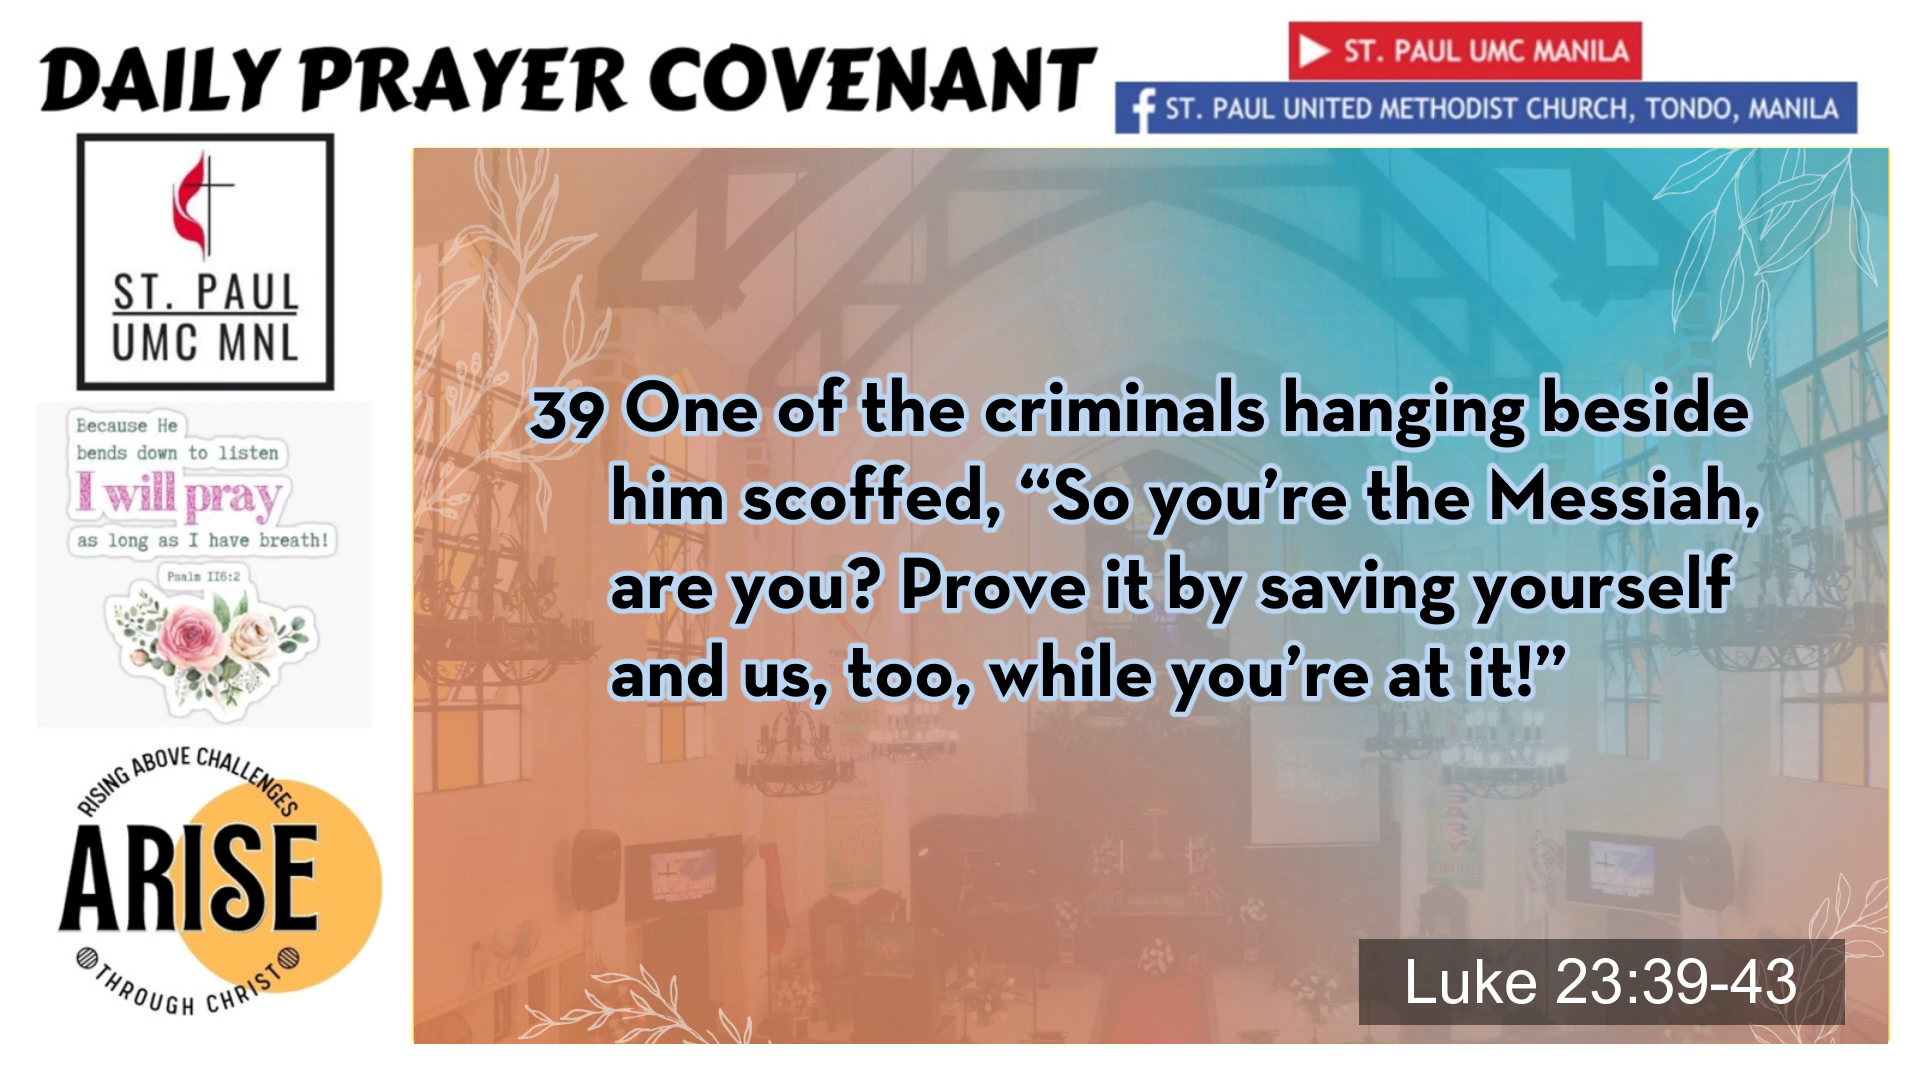 DAILY PRAYER COVENANT
ST. PAUL UMC MANILA
ST. PAUL UNITED METHODIST CHURCH, TONDO, MANILA
ST. PAUL
UMC MNL
Because He
bends down to listen
I will pray
as long as I have breath!
Psalm 116:2
RISING ABOVE CHALLENGES
ARISE
THROUGH CHRIST
39 One of the criminals hanging beside
him scoffed, “So you’re the Messiah,
are you? Prove it by saving yourself
and us, too, while you’re at it!”
Luke 23:39-43